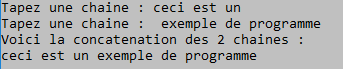 Tapez une chaine : ceci est un
Tapez une chaine :  exemple de programme
Voici la concatenation des 2 chaines :
ceci est un exemple de programme